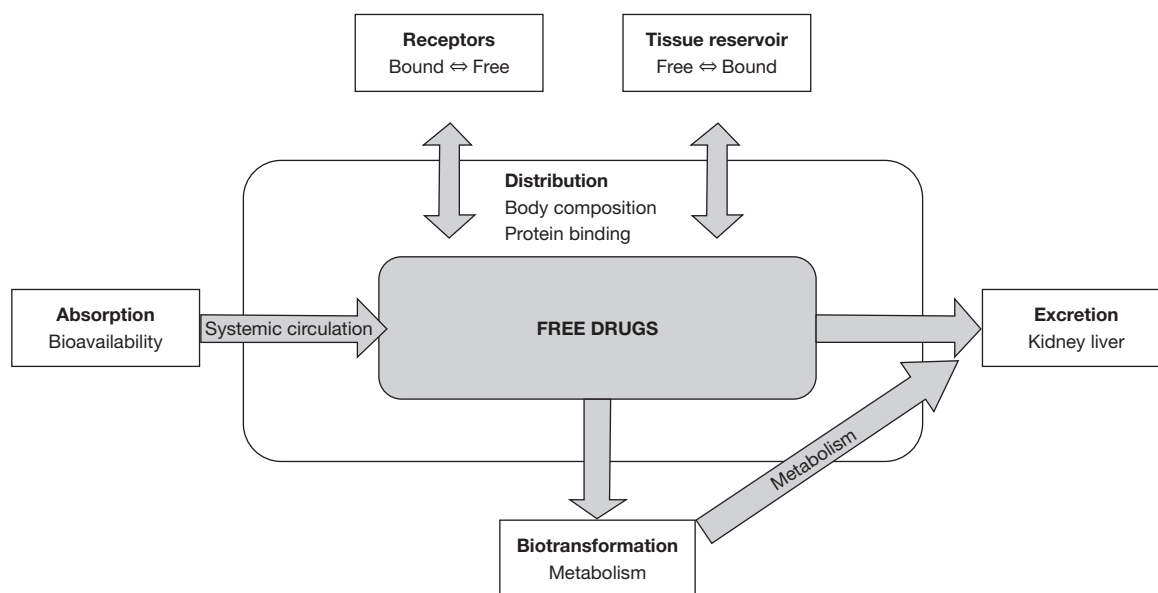 Receptors
Bound ⇔ Free
Tissue reservoir
Free ⇔ Bound
Distribution
Body composition
Protein binding
Absorption
Bioavailability
Systemic circulation
FREE DRUGS
Excretion
Kidney liver
Metabolism
Biotransformation
Metabolism